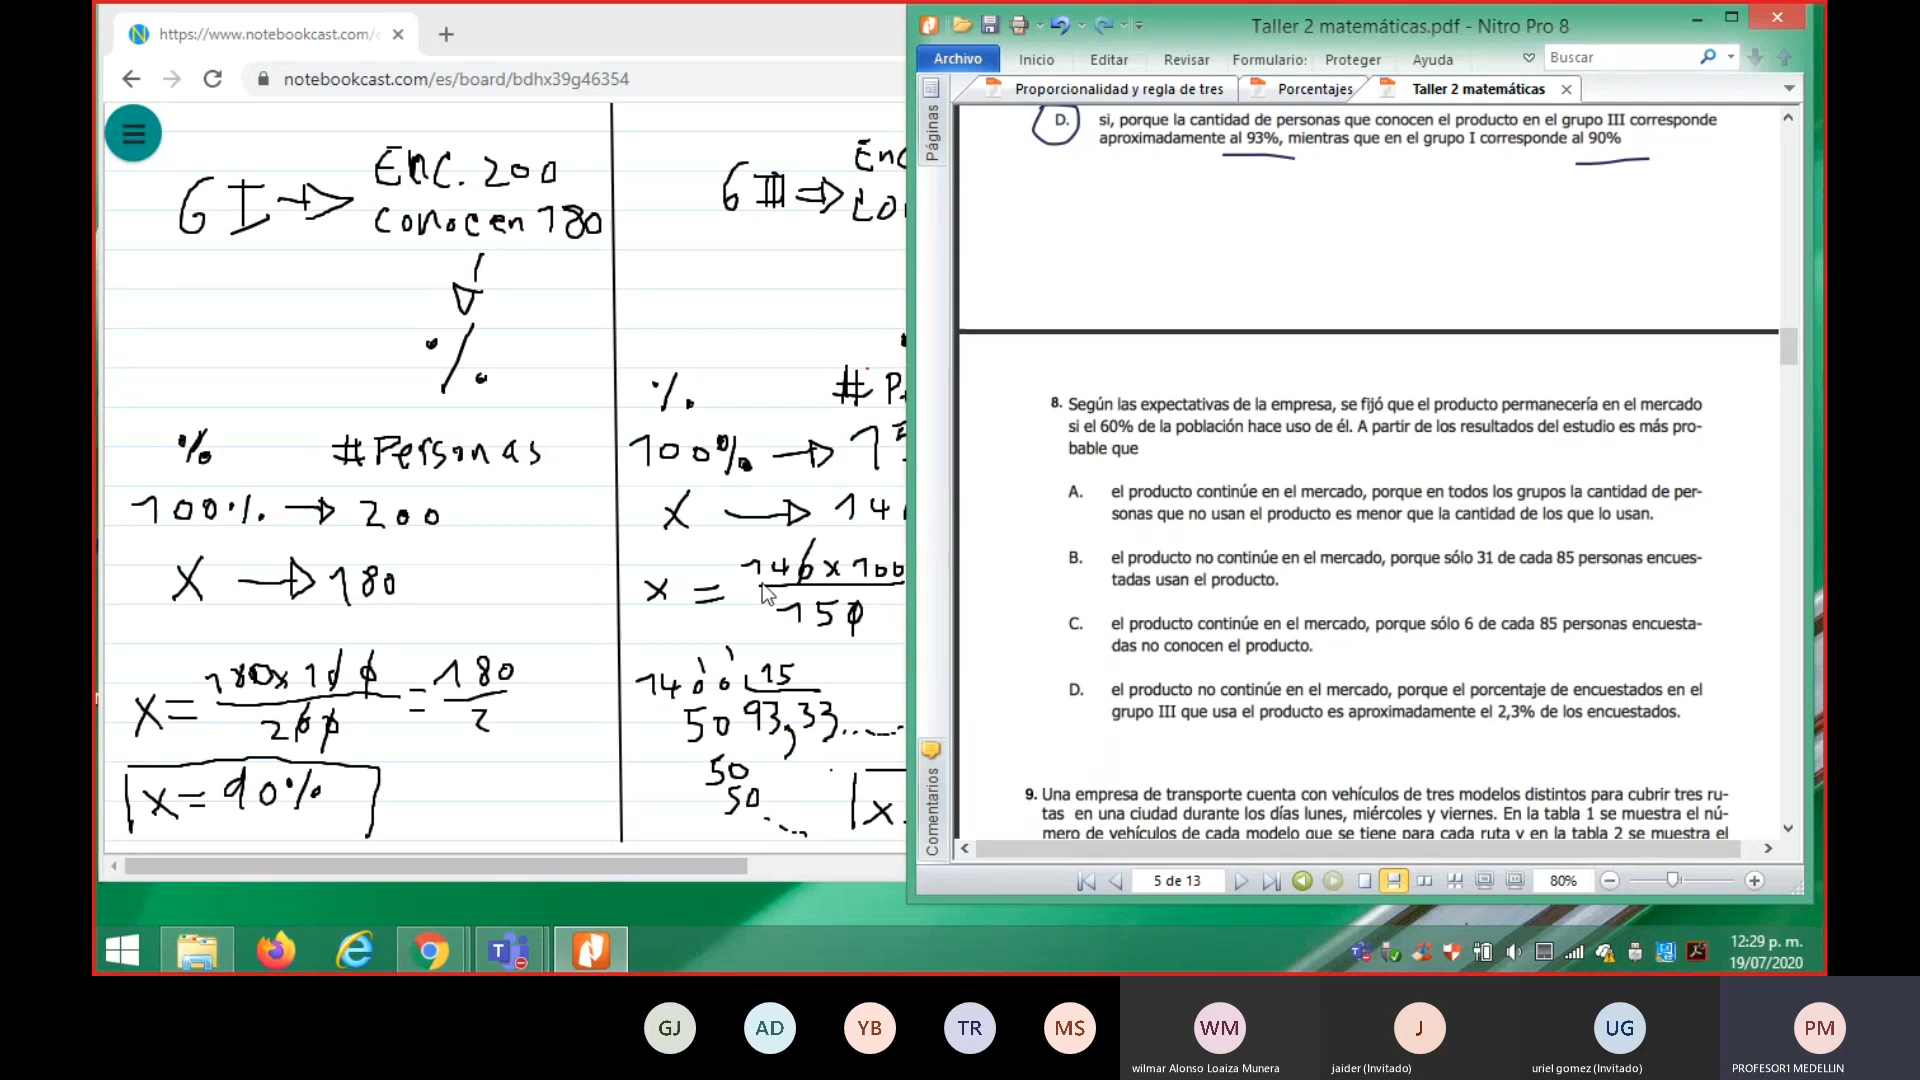 https://www.notebookcast.com/
notebookcast.com/es/board/bdhx39g46354
ENC. 200
G I
conocen 180
%
%
#Personas
100% → 200
X → 180
X = 180x100 / 200 = 180 / 2
X = 90%
Enc
G III ⇒
%
100% → 15
X → 14
x = 140 x 100 / 150
1400 15
50 93,33....
50
50
....
X
Taller 2 matemáticas.pdf - Nitro Pro 8
Archivo
Inicio
Editar
Revisar
Formularios
Proteger
Ayuda
Buscar
Proporcionalidad y regla de tres
Porcentajes
Taller 2 matemáticas
Páginas
Comentarios
D. si, porque la cantidad de personas que conocen el producto en el grupo III corresponde
aproximadamente al 93%, mientras que en el grupo I corresponde al 90%
8. Según las expectativas de la empresa, se fijó que el producto permanecería en el mercado
si el 60% de la población hace uso de él. A partir de los resultados del estudio es más pro-
bable que
A. el producto continúe en el mercado, porque en todos los grupos la cantidad de per-
sonas que no usan el producto es menor que la cantidad de los que lo usan.
B. el producto no continúe en el mercado, porque sólo 31 de cada 85 personas encues-
tadas usan el producto.
C. el producto continúe en el mercado, porque sólo 6 de cada 85 personas encuesta-
das no conocen el producto.
D. el producto no continúe en el mercado, porque el porcentaje de encuestados en el
grupo III que usa el producto es aproximadamente el 2,3% de los encuestados.
9. Una empresa de transporte cuenta con vehículos de tres modelos distintos para cubrir tres ru-
tas en una ciudad durante los días lunes, miércoles y viernes. En la tabla 1 se muestra el nú-
mero de vehículos de cada modelo que se tiene para cada ruta y en la tabla 2 se muestra el
5 de 13
80%
12:29 p. m.
19/07/2020
GJ
AD
YB
TR
MS
WM
J
UG
PM
wilmar Alonso Loaiza Munera
jaider (Invitado)
uriel gomez (Invitado)
PROFESOR1 MEDELLIN